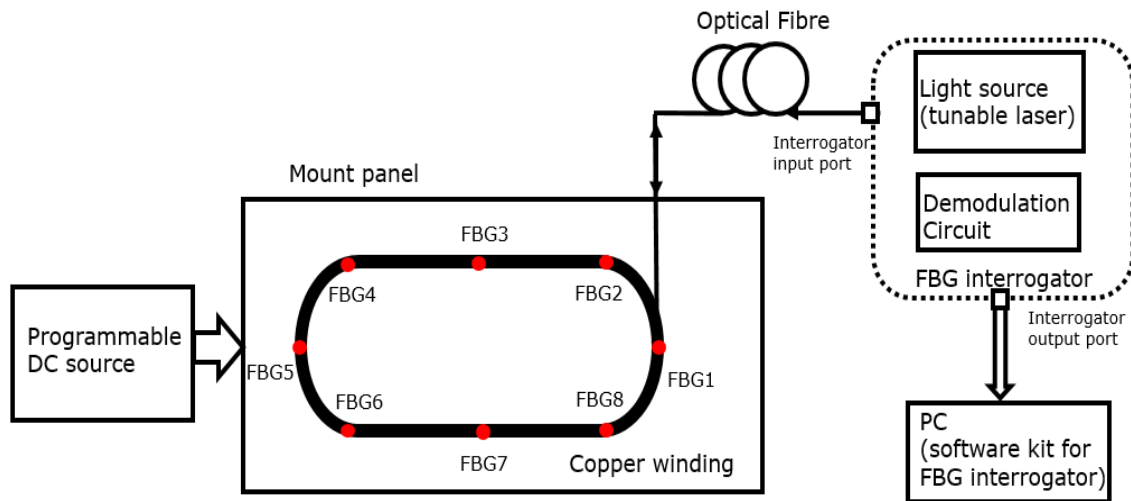 Optical Fibre
Light source
(tunable laser)
Interrogator
input port
Demodulation
Circuit
FBG interrogator
Interrogator
output port
Mount panel
FBG3
FBG4
FBG2
Programmable
DC source
FBG5
FBG1
FBG6
FBG8
FBG7
Copper winding
PC
(software kit for
FBG interrogator)